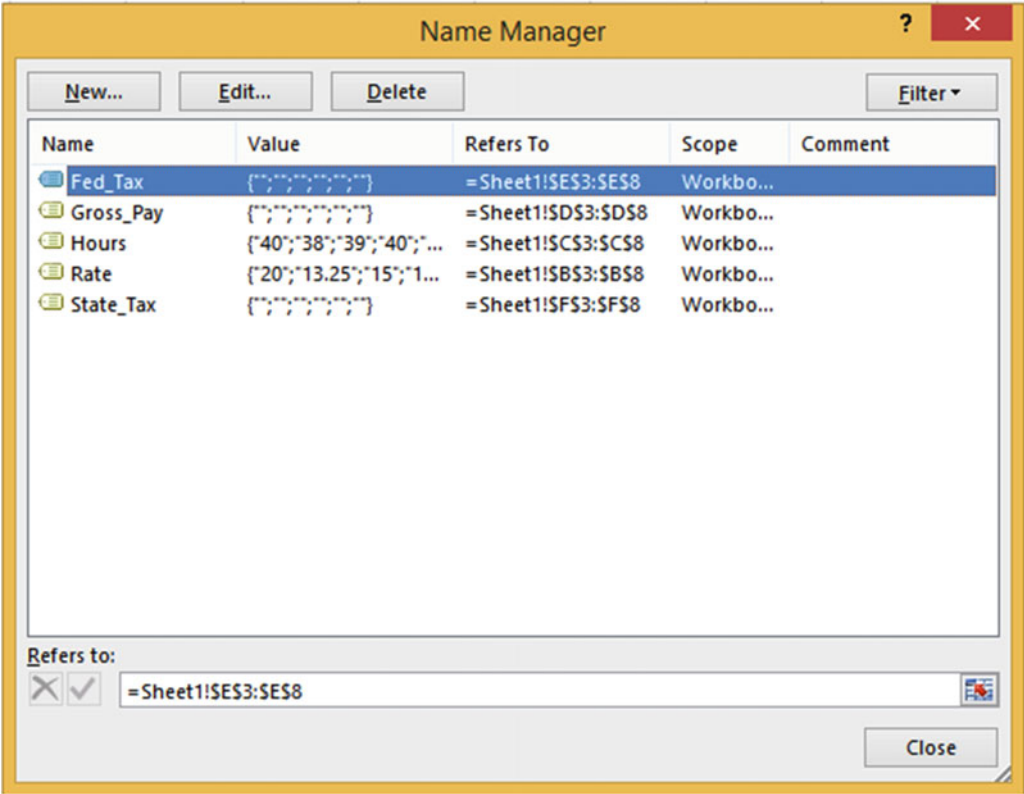 Name Manager ?
New... Edit... Delete Filter
Name Value Refers To Scope Comment
Fed_Tax {"";"";"";"";"";""} =Sheet1!$E$3:$E$8 Workbo...
Gross_Pay {"";"";"";"";"";""} =Sheet1!$D$3:$D$8 Workbo...
Hours {"40";"38";"39";"40";"... =Sheet1!$C$3:$C$8 Workbo...
Rate {"20";"13.25";"15";"1... =Sheet1!$B$3:$B$8 Workbo...
State_Tax {"";"";"";"";"";""} =Sheet1!$F$3:$F$8 Workbo...
Refers to:
=Sheet1!$E$3:$E$8
Close